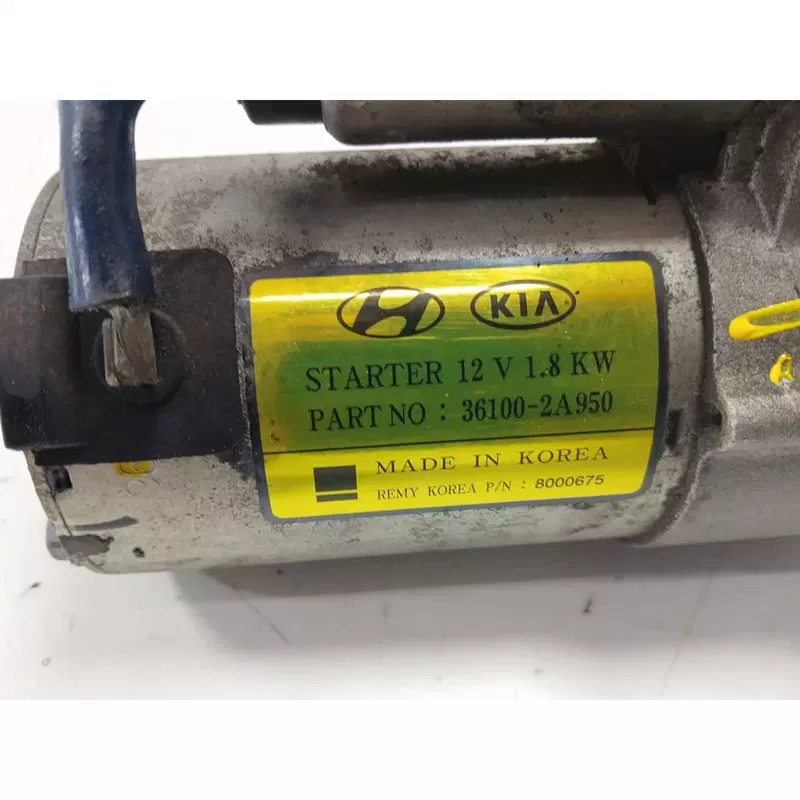 KIA
STARTER 12 V 1.8 KW
PART NO : 36100-2A950
MADE IN KOREA
REMY KOREA P/N : 8000675